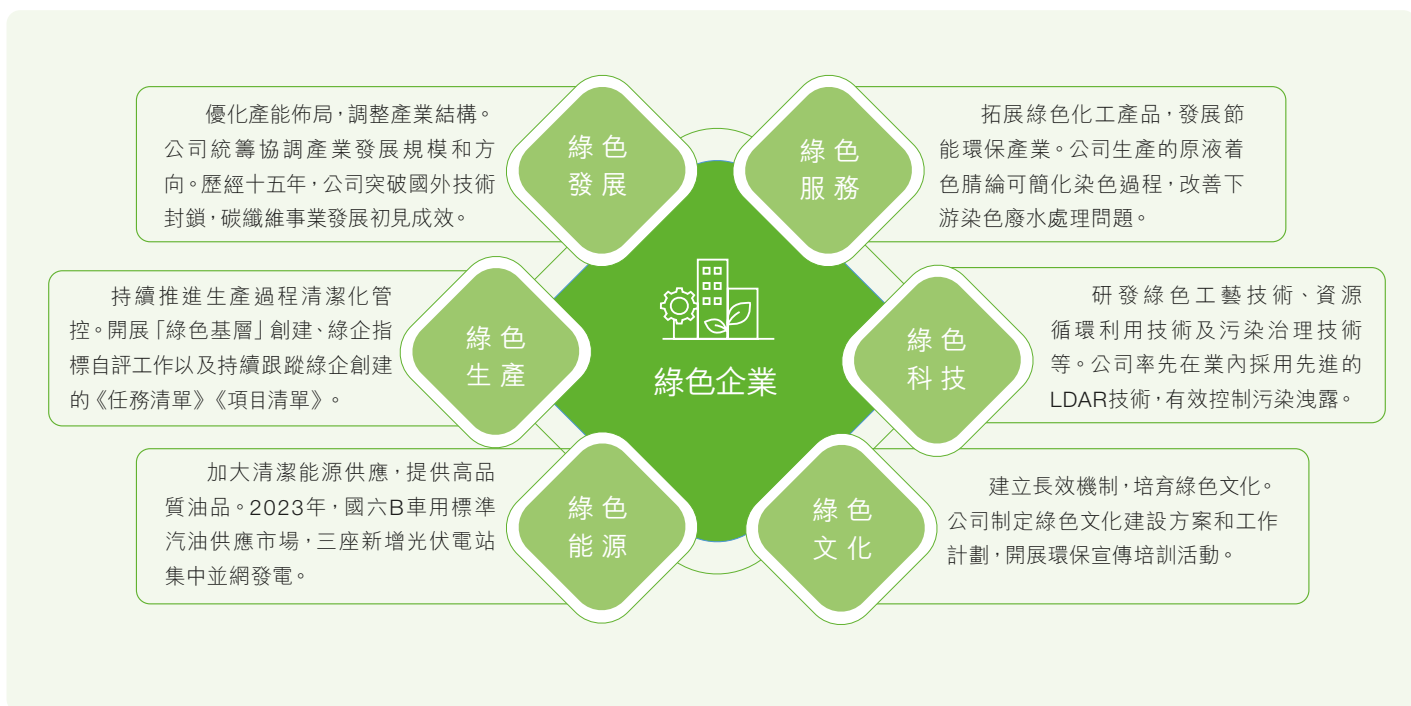 優化產能佈局，調整產業結構。
公司統籌協調產業發展規模和方
向。歷經十五年，公司突破國外技術
封鎖，碳纖維事業發展初見成效。
綠色
發展
綠色
服務
拓展綠色化工產品，發展節
能環保產業。公司生產的原液着
色腈綸可簡化染色過程，改善下
游染色廢水處理問題。
持續推進生產過程清潔化管
控。開展「綠色基層」創建、綠企指
標自評工作以及持續跟蹤綠企創建
的《任務清單》《項目清單》。
綠色
生產
綠色企業
綠色
科技
研發綠色工藝技術、資源
循環利用技術及污染治理技術
等。公司率先在業內採用先進的
LDAR技術，有效控制污染洩露。
加大清潔能源供應，提供高品
質油品。2023年，國六B車用標準
汽油供應市場，三座新增光伏電站
集中並網發電。
綠色
能源
綠色
文化
建立長效機制，培育綠色文化。
公司制定綠色文化建設方案和工作
計劃，開展環保宣傳培訓活動。